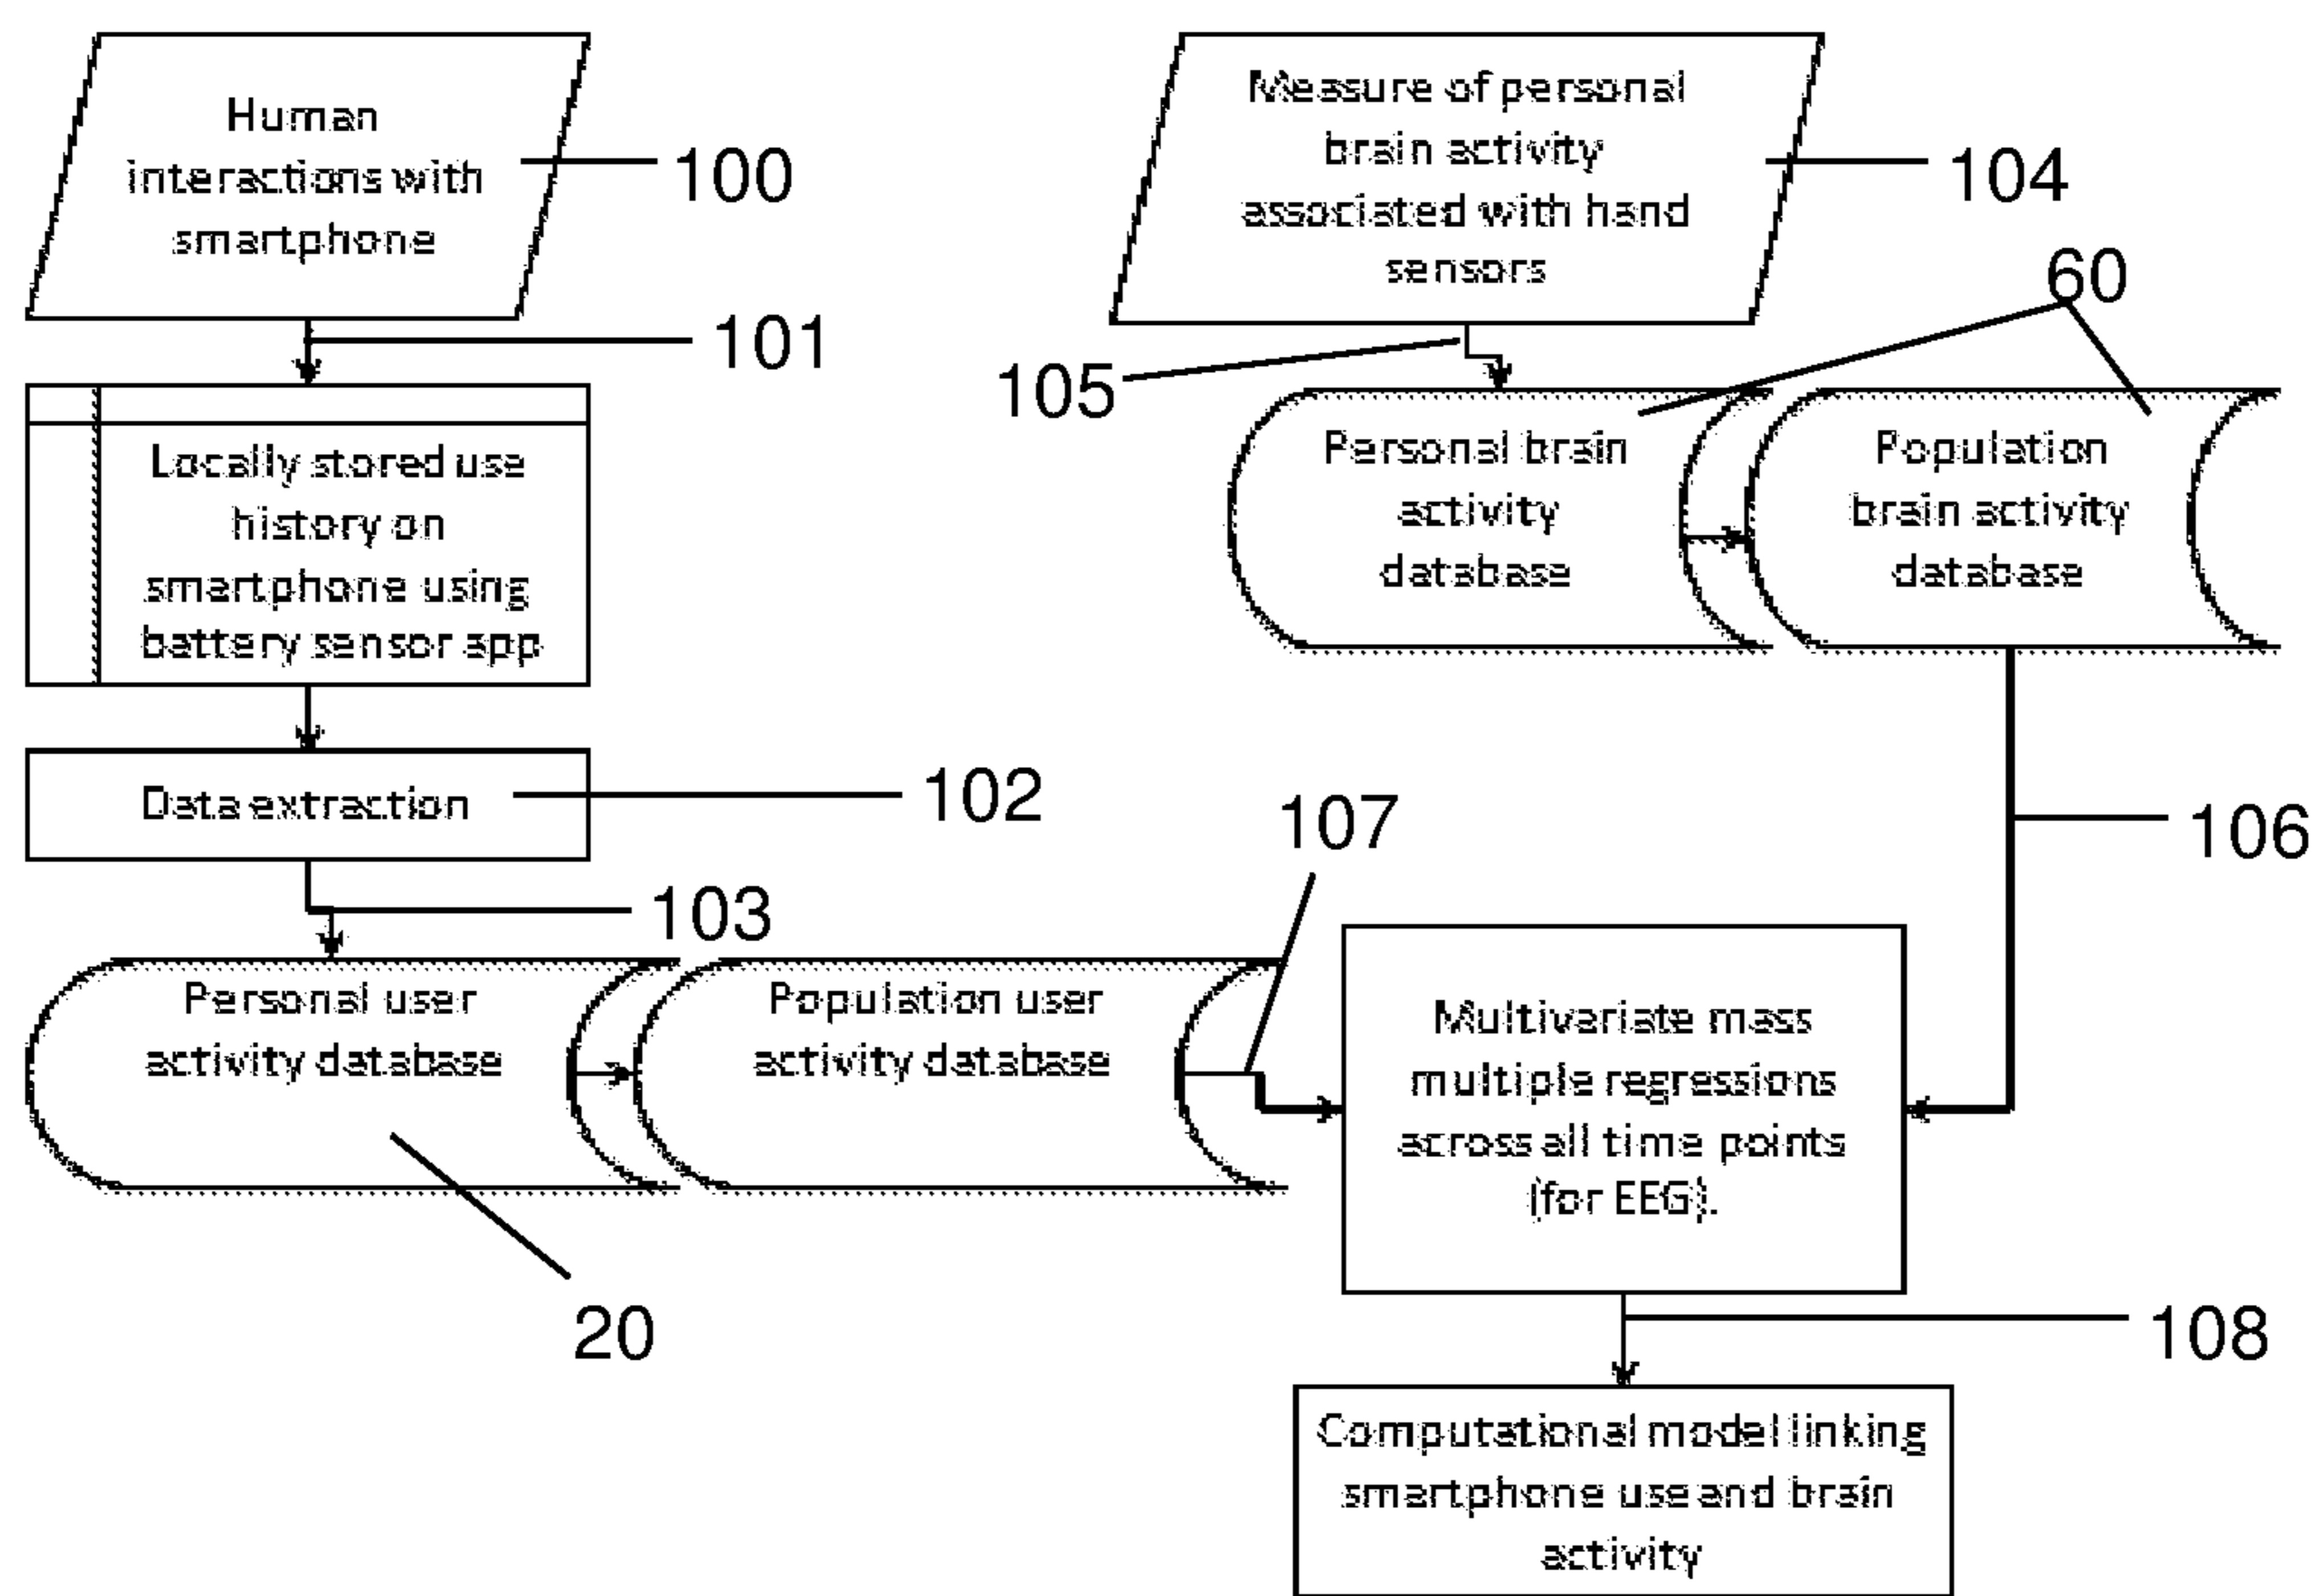 Human
interactions with
smartphone
100
101
Locally stored use
history on
smartphone using
battery sensor app
Data extraction
102
103
Personal user
activity database
20
Population user
activity database
107
Measure of personal
brain activity
associated with hand
sensors
104
60
105
Personal brain
activity
database
Population
brain activity
database
106
Multivariate mass
multiple regressions
across all time points
(for EEG).
108
Computational model linking
smartphone use and brain
activity